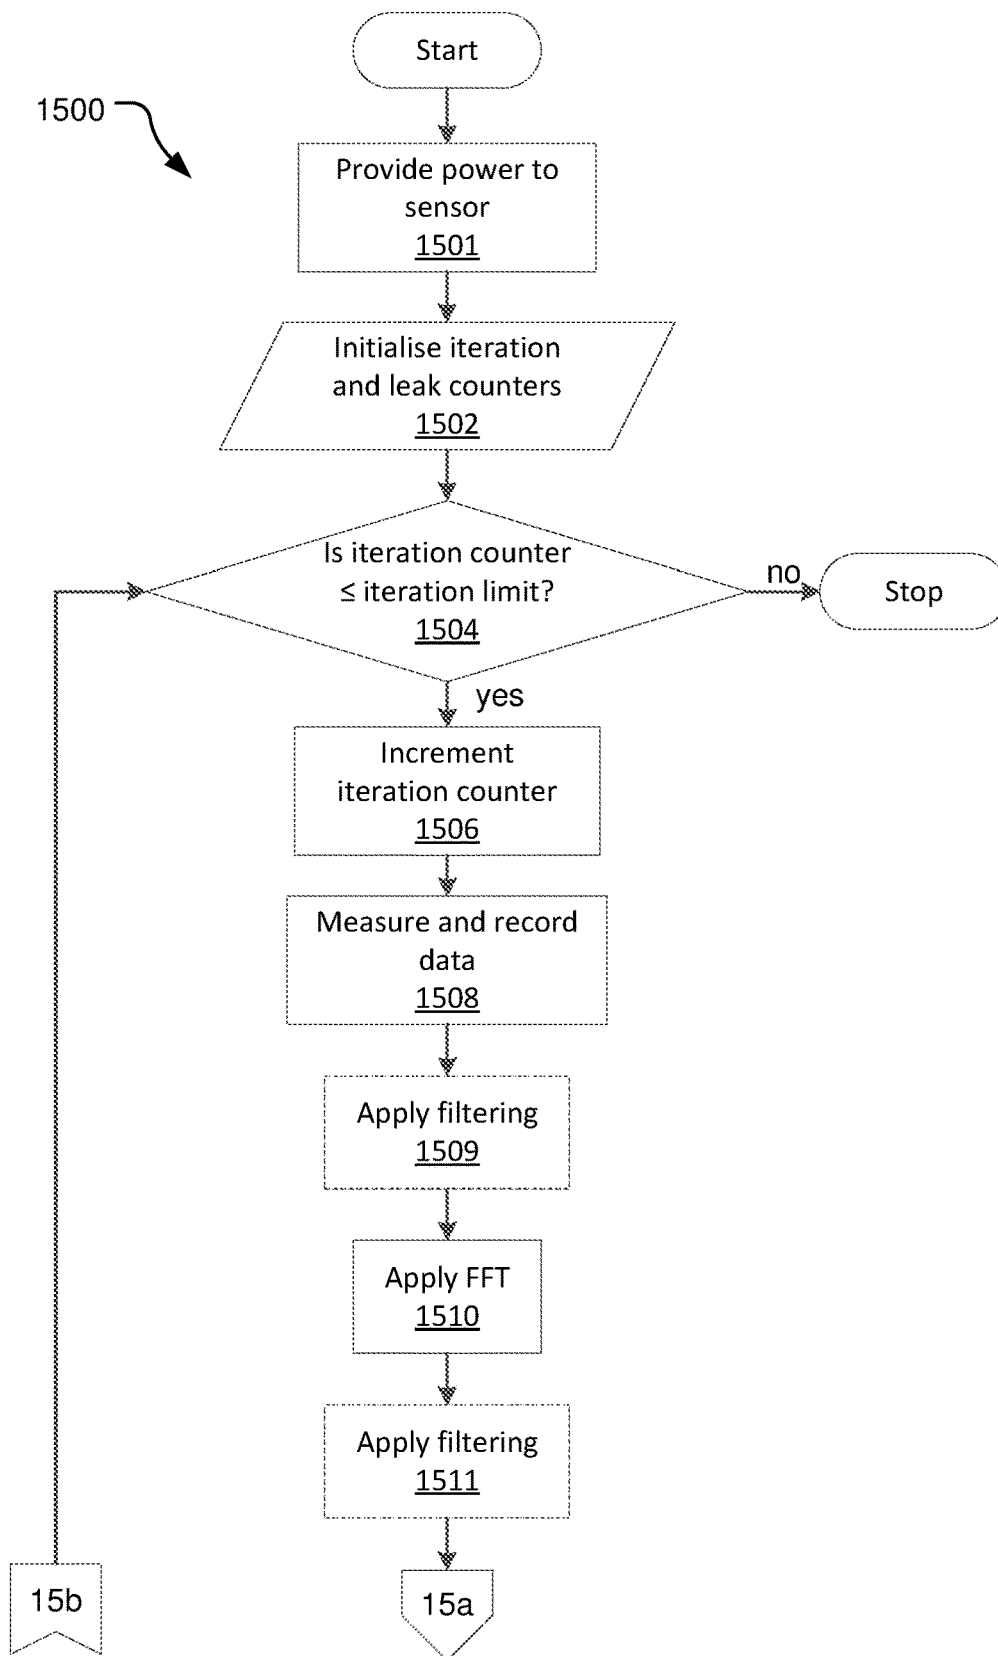 Start
1500
Provide power to
sensor
1501
Initialise iteration
and leak counters
1502
Is iteration counter
≤ iteration limit?
1504
no
Stop
yes
Increment
iteration counter
1506
Measure and record
data
1508
Apply filtering
1509
Apply FFT
1510
Apply filtering
1511
15b
15a